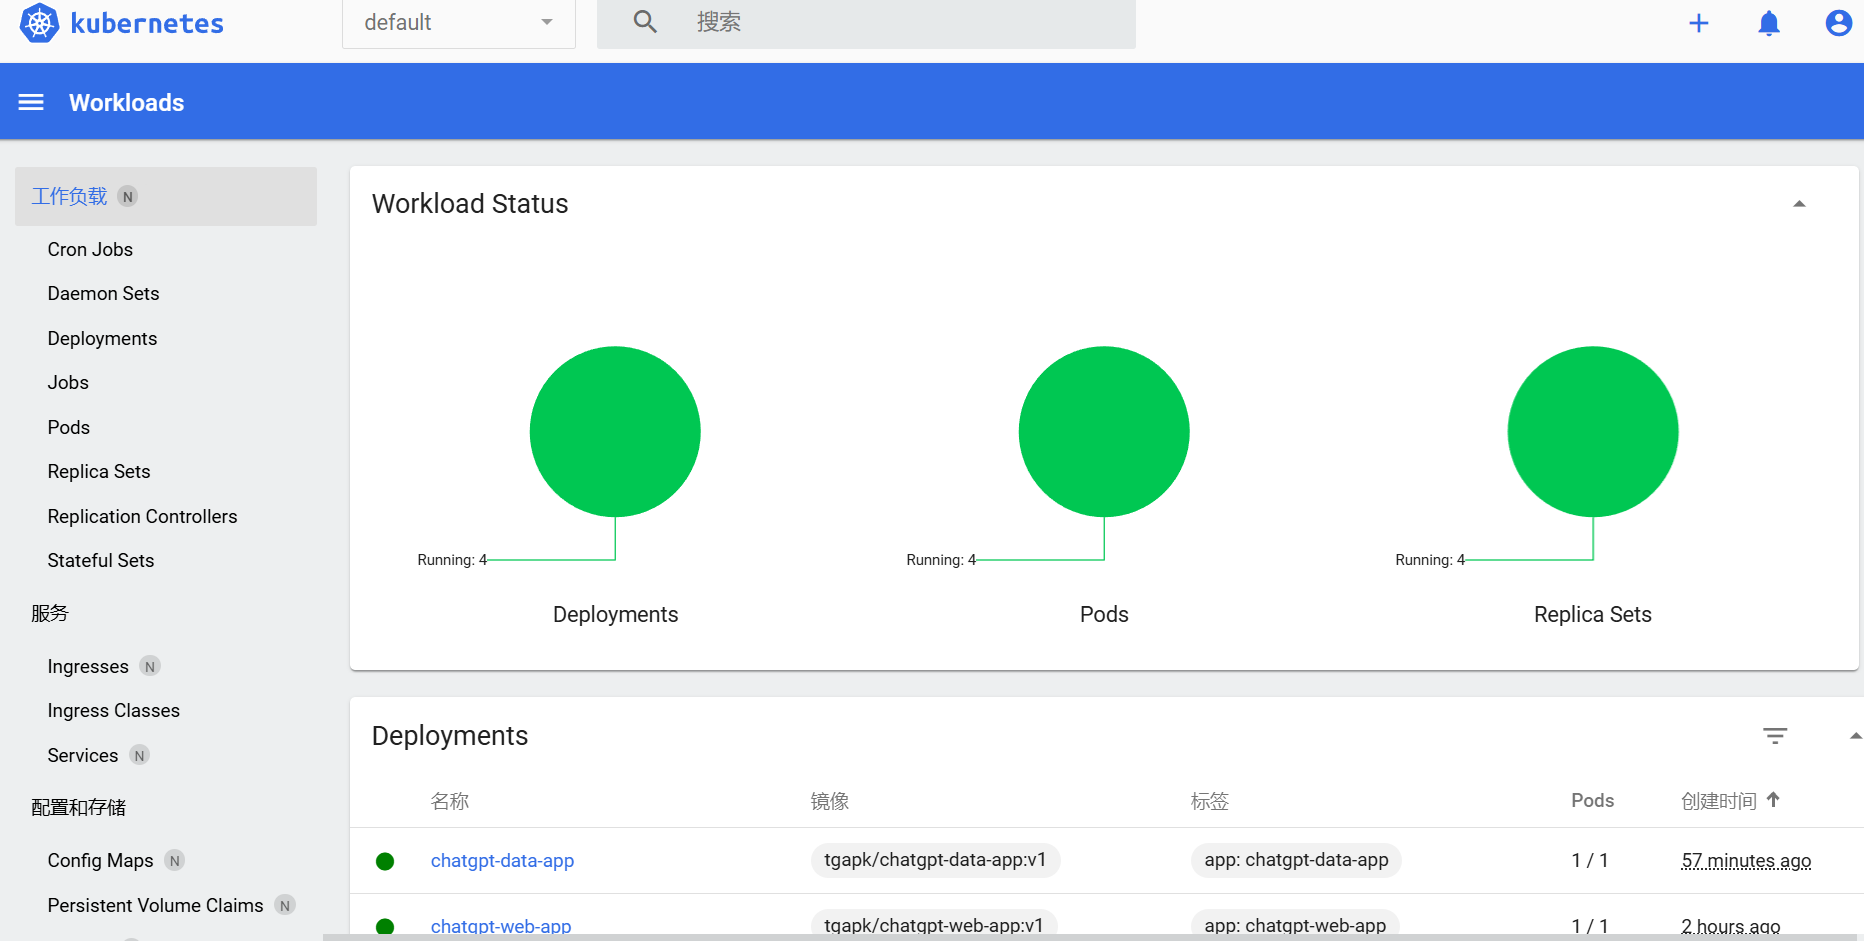 kubernetes
default
搜索
Workloads
工作负载 N
Cron Jobs
Daemon Sets
Deployments
Jobs
Pods
Replica Sets
Replication Controllers
Stateful Sets
服务
Ingresses N
Ingress Classes
Services N
配置和存储
Config Maps N
Persistent Volume Claims N
Workload Status
Running: 4
Deployments
Running: 4
Pods
Running: 4
Replica Sets
Deployments
名称 镜像 标签 Pods 创建时间
chatgpt-data-app tgapk/chatgpt-data-app:v1 app: chatgpt-data-app 1 / 1 57 minutes ago
chatgpt-web-app tgapk/chatgpt-web-app:v1 app: chatgpt-web-app 1 / 1 2 hours ago